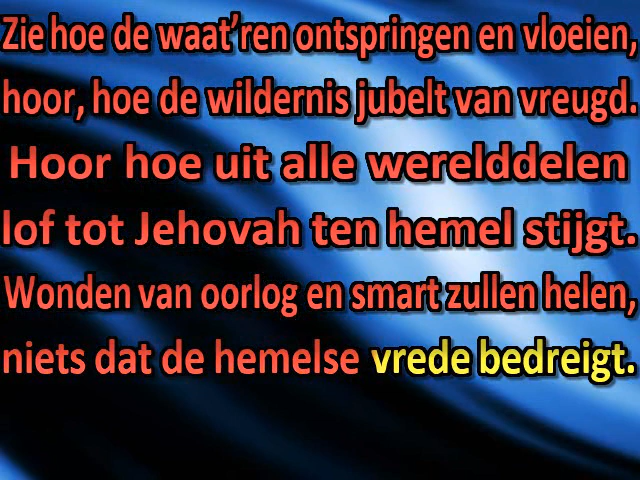 Zie hoe de waat'ren ontspringen en vloeien,
hoor, hoe de wildernis jubelt van vreugd.
Hoor hoe uit alle werelddelen
lof tot Jehovah ten hemel stijgt.
Wonden van oorlog en smart zullen helen,
niets dat de hemelse vrede bedreigt.